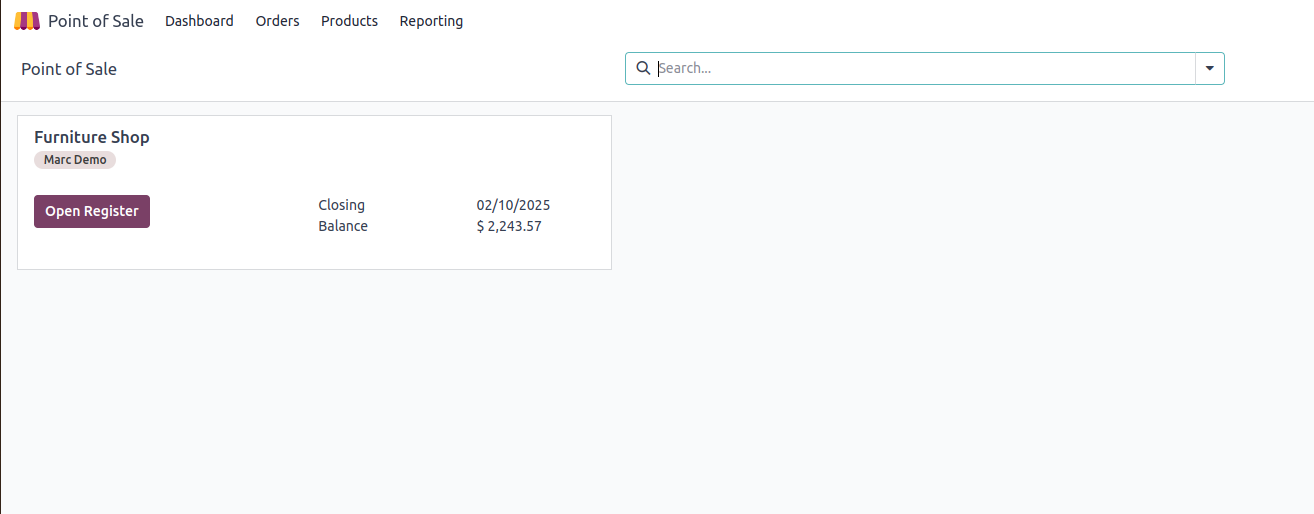 Point of Sale Dashboard Orders Products Reporting
Point of Sale Search...
Furniture Shop
Marc Demo
Open Register Closing 02/10/2025
Balance $ 2,243.57